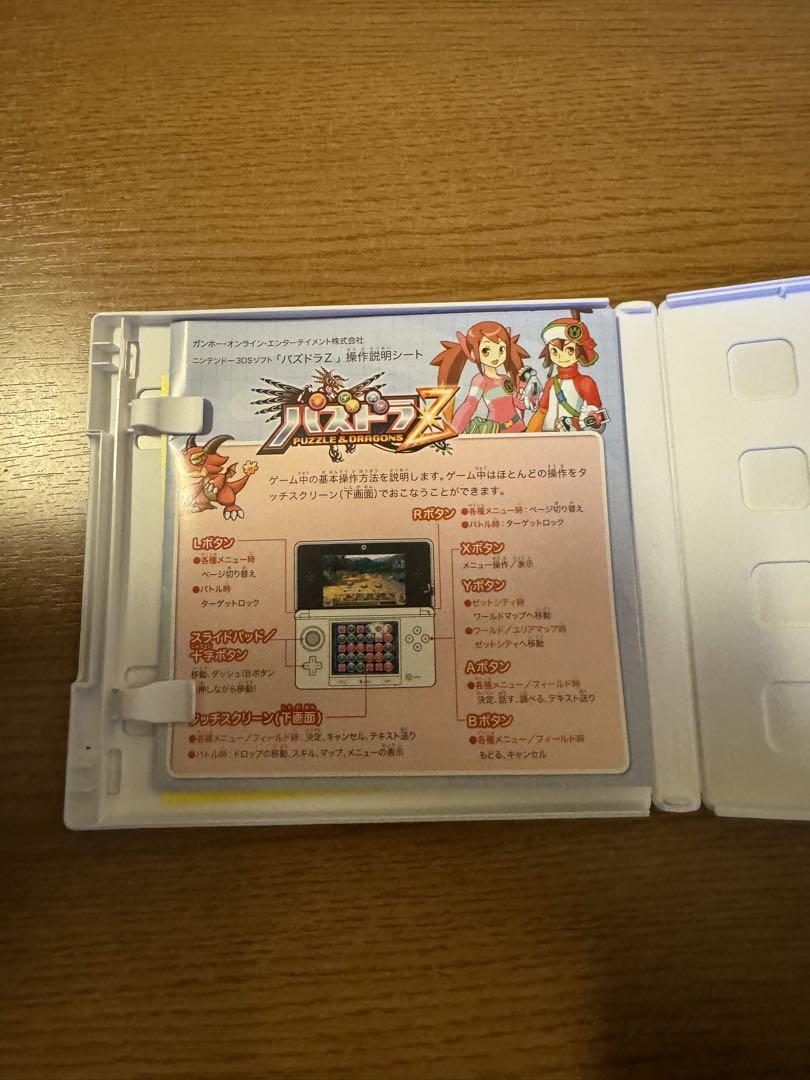 ガンホー・オンライン・エンターテイメント株式会社
ニンテンドー3DSソフト「パズドラZ」操作説明シート
パズドラZ
PUZZLE & DRAGONS
ゲーム中の基本操作方法を説明します。ゲーム中はほとんどの操作をタ
ッチスクリーン(下画面)でおこなうことができます。
Rボタン
●各種メニュー時:ページ切り替え
●バトル時:ターゲットロック
Lボタン
●各種メニュー時
ページ切り替え
●バトル時
ターゲットロック
Xボタン
メニュー操作/表示
Yボタン
●ゼットシティ時
ワールドマップへ移動
●ワールド/エリアマップ時
ゼットシティへ移動
スライドパッド/
十字ボタン
移動、ダッシュ(Bボタン
押しながら移動)
Aボタン
●各種メニュー/フィールド時
決定、話す、調べる、テキスト送り
Bボタン
●各種メニュー/フィールド時
もどる、キャンセル
タッチスクリーン(下画面)
●各種メニュー/フィールド時:決定、キャンセル、テキスト送り
●バトル時:ドロップの移動、スキル、マップ、メニューの表示